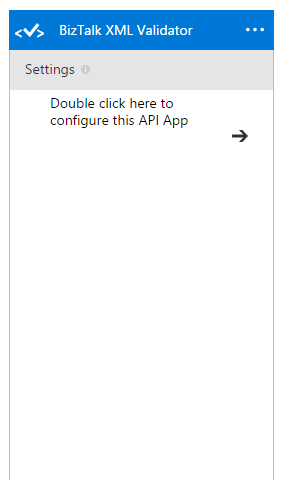 BizTalk XML Validator
Settings
Double click here to
configure this API App